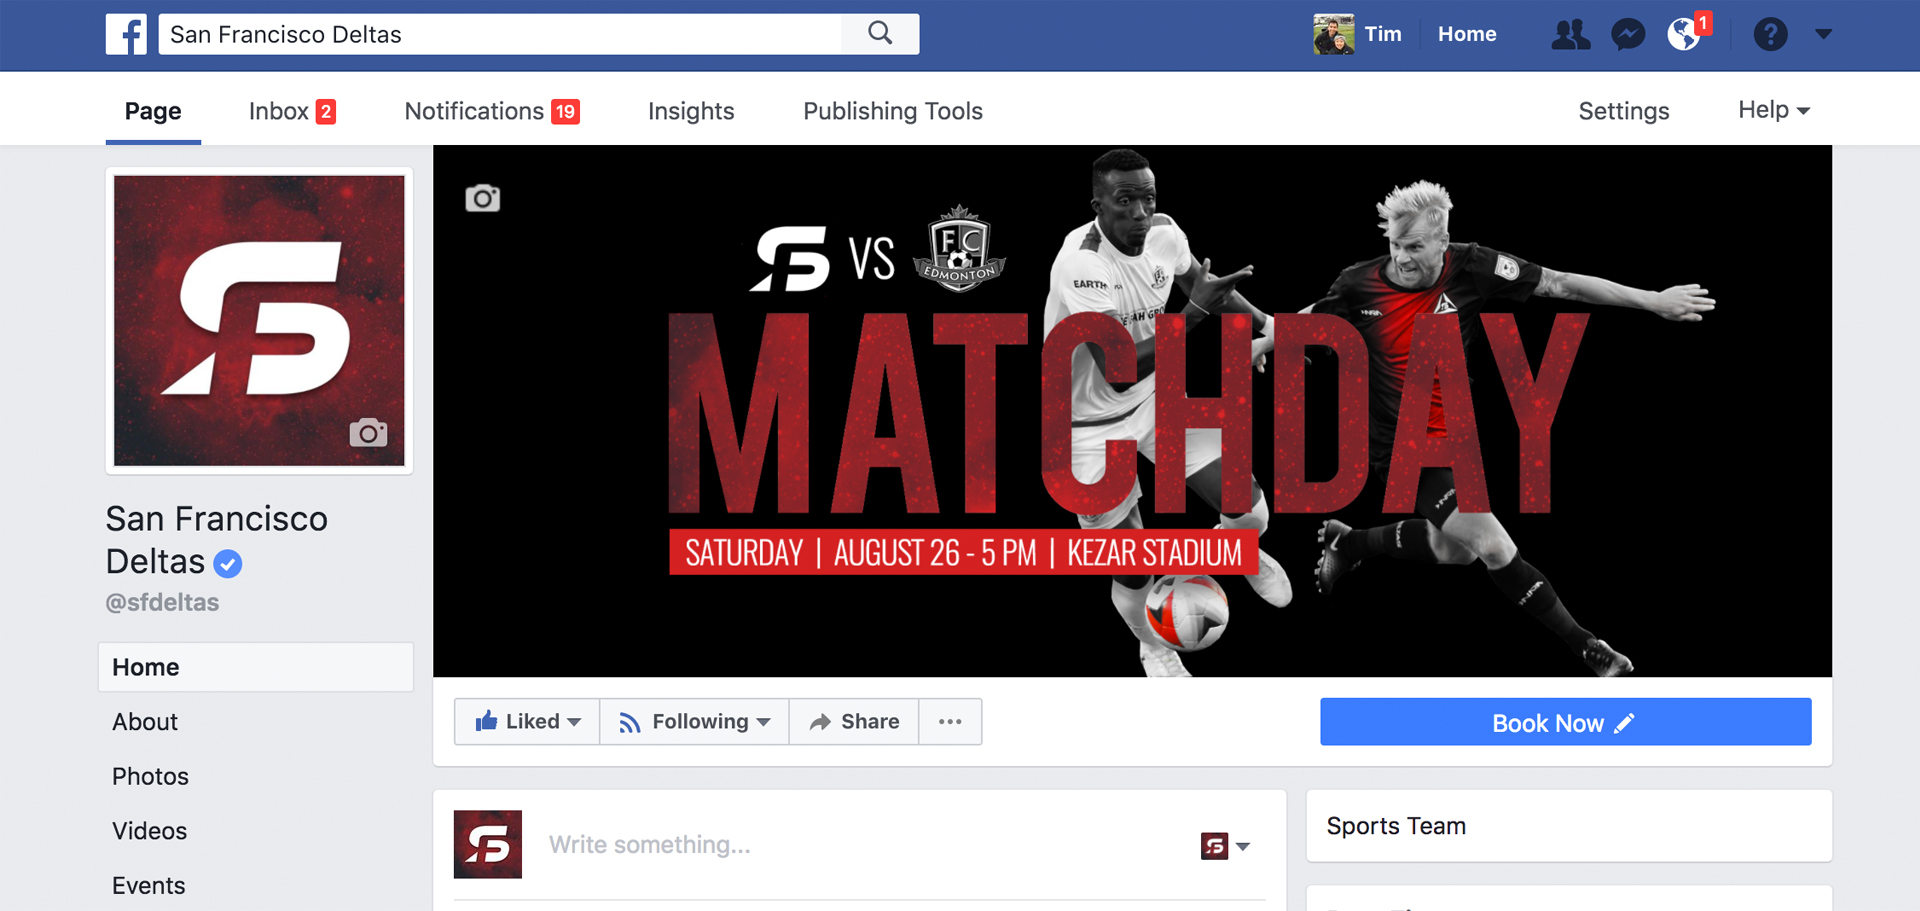 San Francisco Deltas
Tim
Home
1
Page
Inbox 2
Notifications 19
Insights
Publishing Tools
Settings
Help
VS
FC
EDMONTON
EARTH
MATCHDAY
SATURDAY | AUGUST 26 - 5 PM | KEZAR STADIUM
San Francisco
Deltas
@sfdeltas
Home
About
Photos
Videos
Events
Liked
Following
Share
Book Now
Write something...
Sports Team